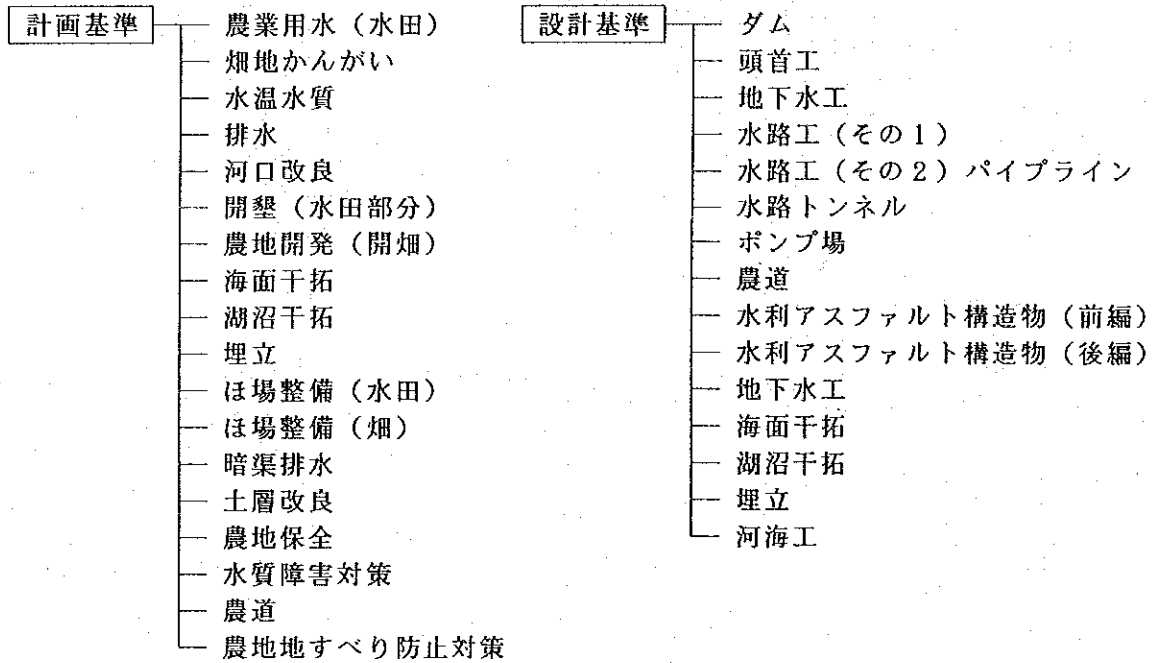 計画基準
農業用水（水田）
畑地かんがい
水温水質
排水
河口改良
開墾（水田部分）
農地開発（開畑）
海面干拓
湖沼干拓
埋立
ほ場整備（水田）
ほ場整備（畑）
暗渠排水
土層改良
農地保全
水質障害対策
農道
農地地すべり防止対策
設計基準
ダム
頭首工
地下水工
水路工（その１）
水路工（その２）パイプライン
水路トンネル
ポンプ場
農道
水利アスファルト構造物（前編）
水利アスファルト構造物（後編）
地下水工
海面干拓
湖沼干拓
埋立
河海工